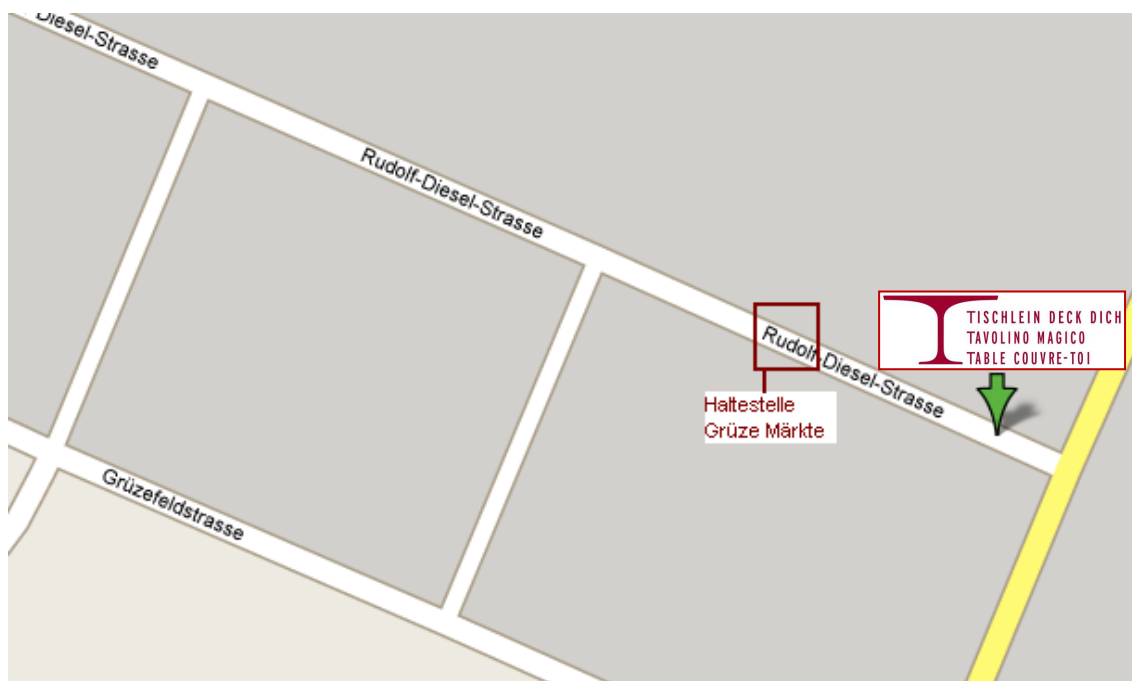 Diesel-Strasse
Rudolf-Diesel-Strasse
Rudolf-Diesel-Strasse
TISCHLEIN DECK DICH
TAVOLINO MAGICO
TABLE COUVRE-TOI
Haltestelle
Grüze Märkte
Grüzefeldstrasse